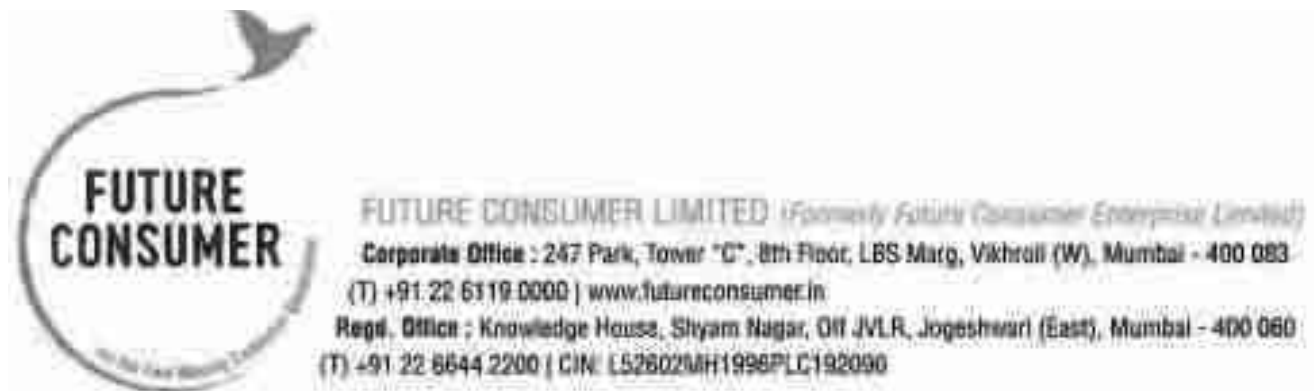 FUTURE
CONSUMER
FUTURE CONSUMER LIMITED (Formerly Future Consumer Enterprise Limited)
Corporate Office : 247 Park, Tower "C", 8th Floor, LBS Marg, Vikhroli (W), Mumbai - 400 083
(T) +91 22 6119 0000 | www.futureconsumer.in
Regd. Office : Knowledge House, Shyam Nagar, Off JVLR, Jogeshwari (East), Mumbai - 400 060
(T) +91 22 6644 2200 | CIN: L52602MH1996PLC192090